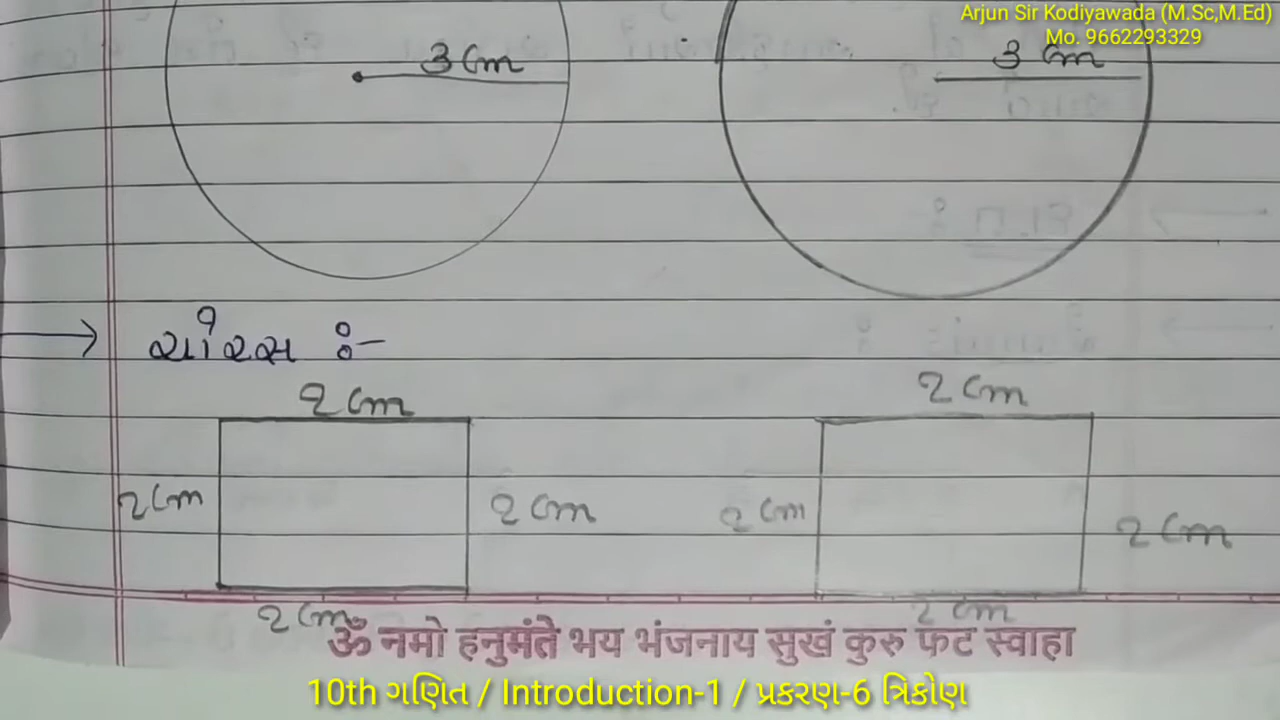 Arjun Sir Kodiyawada (M.Sc,M.Ed)
Mo. 9662293329
3 cm
3 cm
→ ચોરસ :-
2 cm
2 cm
2 cm
2 cm
2 cm
2 cm
2 cm
2 cm
ॐ नमो हनुमंते भय भंजनाय सुखं कुरु फट स्वाहा
10th ગણિત / Introduction-1 / પ્રકરણ-6 ત્રિકોણ